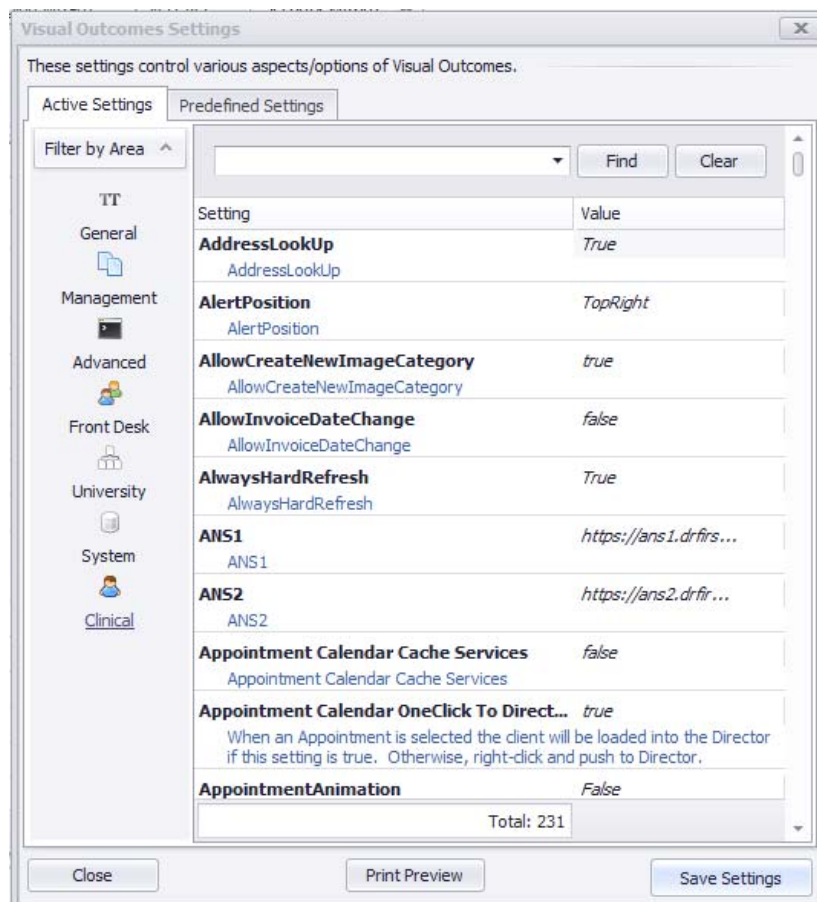 Visual Outcomes Settings
These settings control various aspects/options of Visual Outcomes.
Active Settings Predefined Settings
Filter by Area
Find Clear
TT
General
Management
Advanced
Front Desk
University
System
Clinical
Setting Value
AddressLookUp True
AddressLookUp
AlertPosition TopRight
AlertPosition
AllowCreateNewImageCategory true
AllowCreateNewImageCategory
AllowInvoiceDateChange false
AllowInvoiceDateChange
AlwaysHardRefresh True
AlwaysHardRefresh
ANS1 https://ans1.drfirs...
ANS1
ANS2 https://ans2.drfir...
ANS2
Appointment Calendar Cache Services false
Appointment Calendar Cache Services
Appointment Calendar OneClick To Direct... true
When an Appointment is selected the client will be loaded into the Director
if this setting is true. Otherwise, right-click and push to Director.
AppointmentAnimation False
Total: 231
Close Print Preview Save Settings